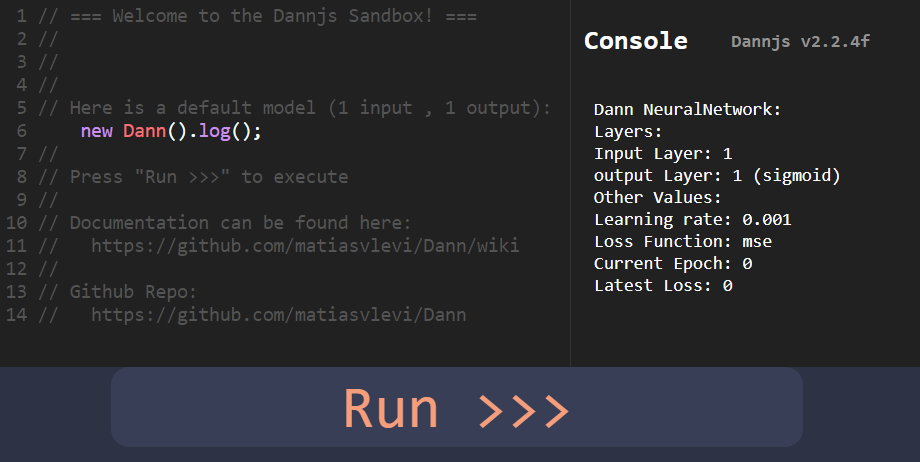 1 // === Welcome to the Dannjs Sandbox! ===
2 //
3 //
4 //
5 // Here is a default model (1 input , 1 output):
6     new Dann().log();
7 //
8 // Press "Run >>>" to execute
9 //
10 // Documentation can be found here:
11 //   https://github.com/matiasvlevi/Dann/wiki
12 //
13 // Github Repo:
14 //   https://github.com/matiasvlevi/Dann
Console Dannjs v2.2.4f
Dann NeuralNetwork:
Layers:
Input Layer: 1
output Layer: 1 (sigmoid)
Other Values:
Learning rate: 0.001
Loss Function: mse
Current Epoch: 0
Latest Loss: 0
Run >>>